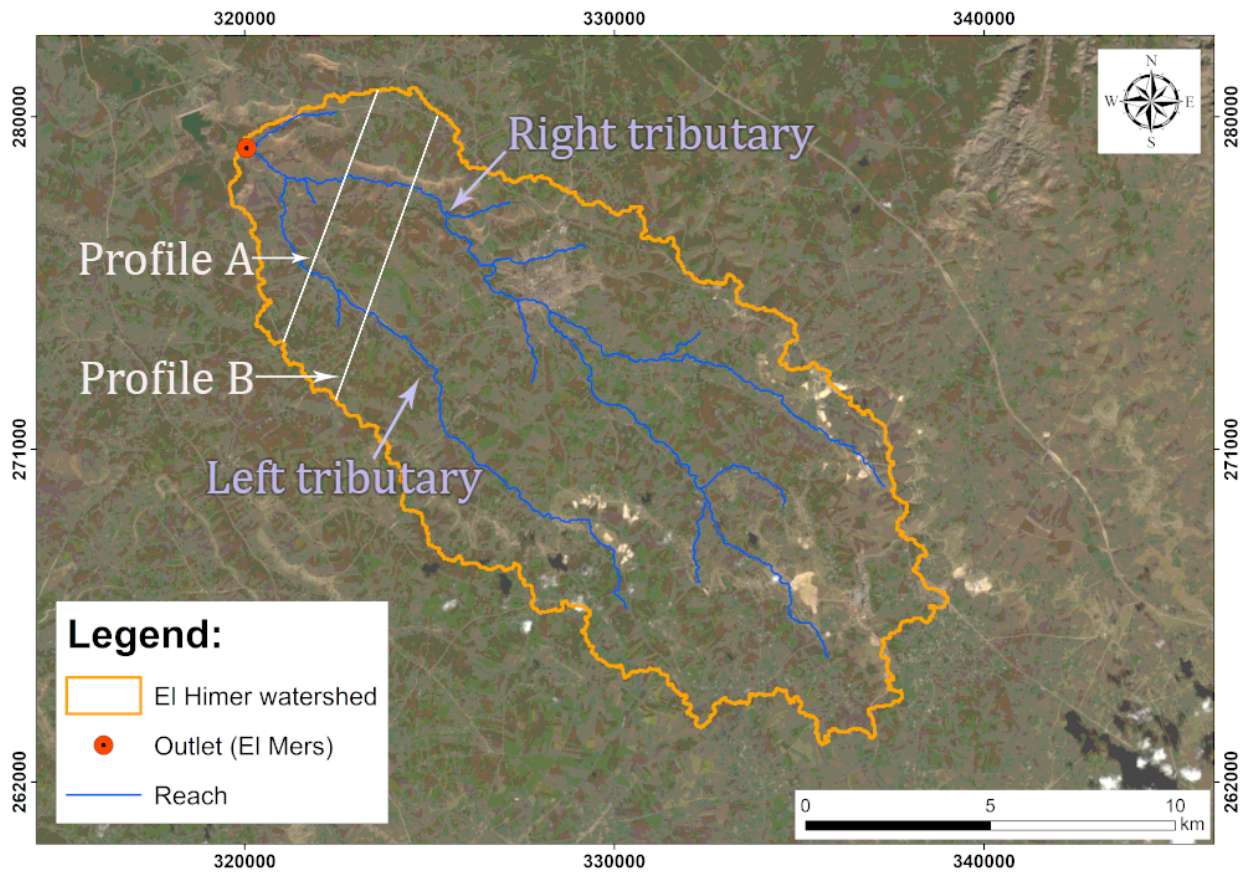 320000 330000 340000
N
W E
S
280000
280000
Right tributary
Profile A
Profile B
271000
271000
Left tributary
Legend:
El Himer watershed
Outlet (El Mers)
Reach
262000
262000
0 5 10
km
320000 330000 340000